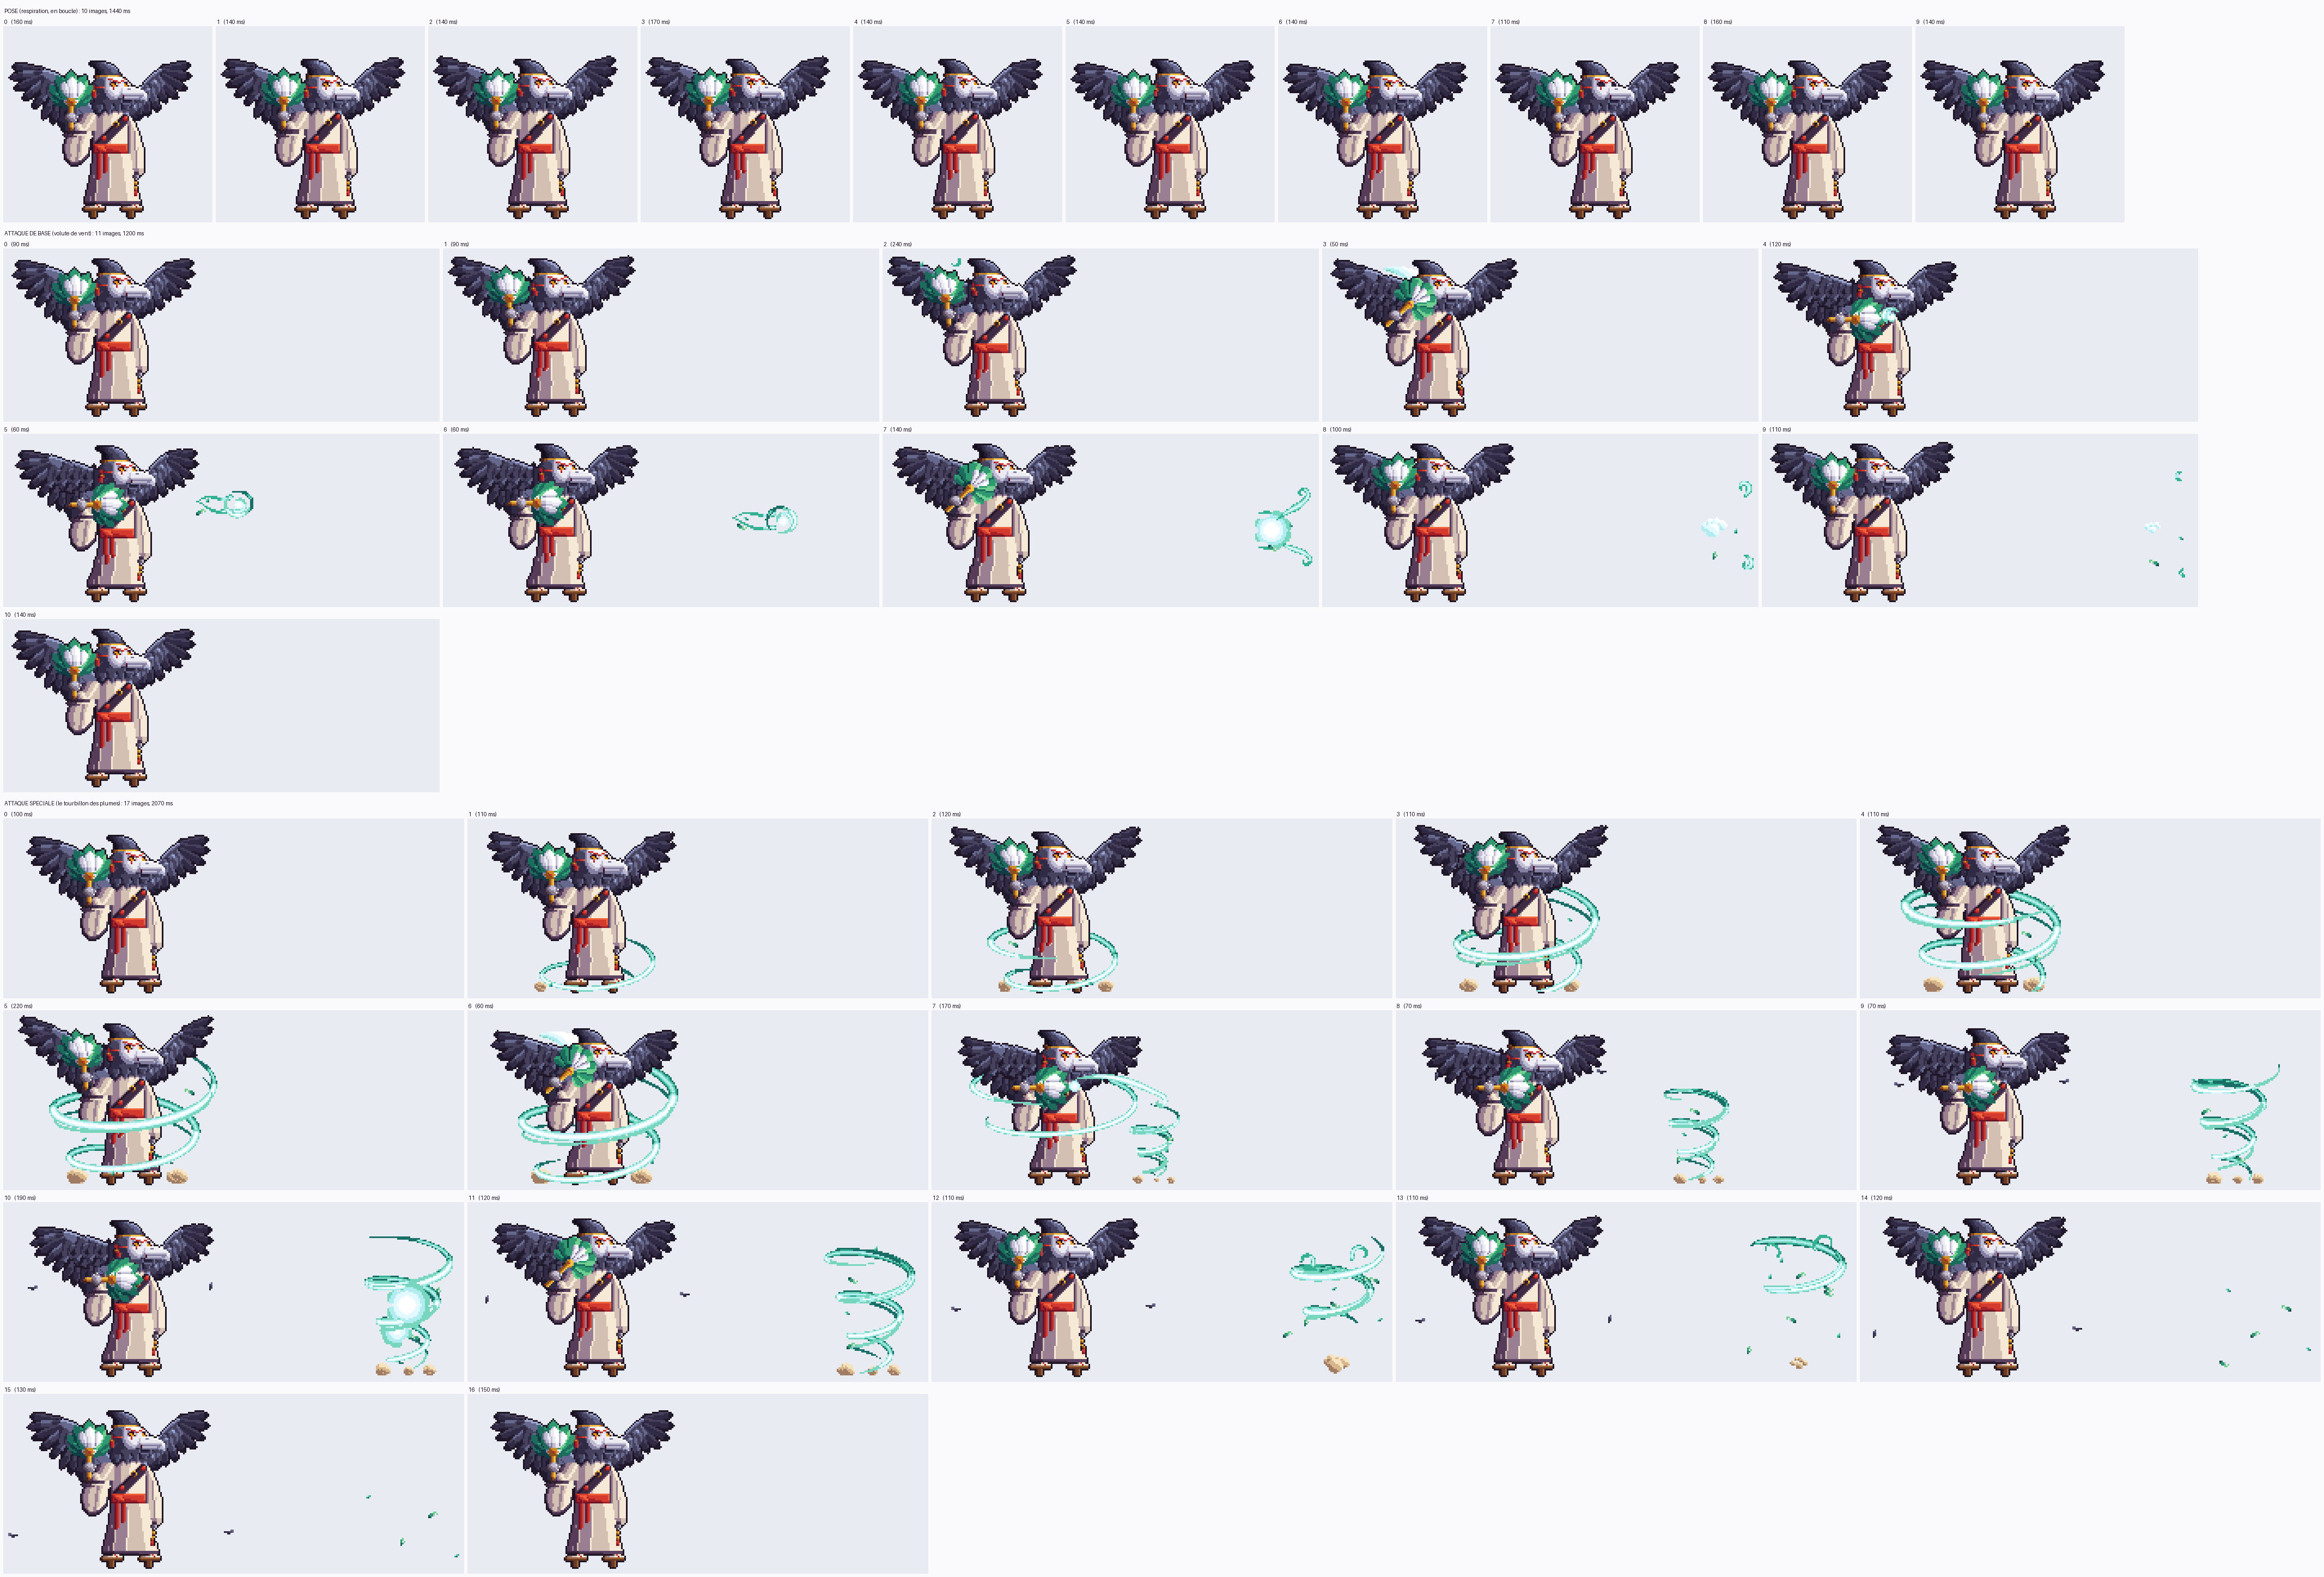 POSE (respiration, en boucle) : 10 images, 1440 ms
0 (160 ms) 1 (140 ms) 2 (140 ms) 3 (170 ms) 4 (140 ms) 5 (140 ms) 6 (140 ms) 7 (110 ms) 8 (160 ms) 9 (140 ms)
ATTAQUE DE BASE (volute de vent) : 11 images, 1200 ms
0 (90 ms) 1 (90 ms) 2 (240 ms) 3 (50 ms) 4 (120 ms)
5 (60 ms) 6 (60 ms) 7 (140 ms) 8 (100 ms) 9 (110 ms)
10 (140 ms)
ATTAQUE SPECIALE (le tourbillon des plumes) : 17 images, 2070 ms
0 (100 ms) 1 (110 ms) 2 (120 ms) 3 (110 ms) 4 (110 ms)
5 (220 ms) 6 (60 ms) 7 (170 ms) 8 (70 ms) 9 (70 ms)
10 (190 ms) 11 (120 ms) 12 (110 ms) 13 (110 ms) 14 (120 ms)
15 (130 ms) 16 (150 ms)